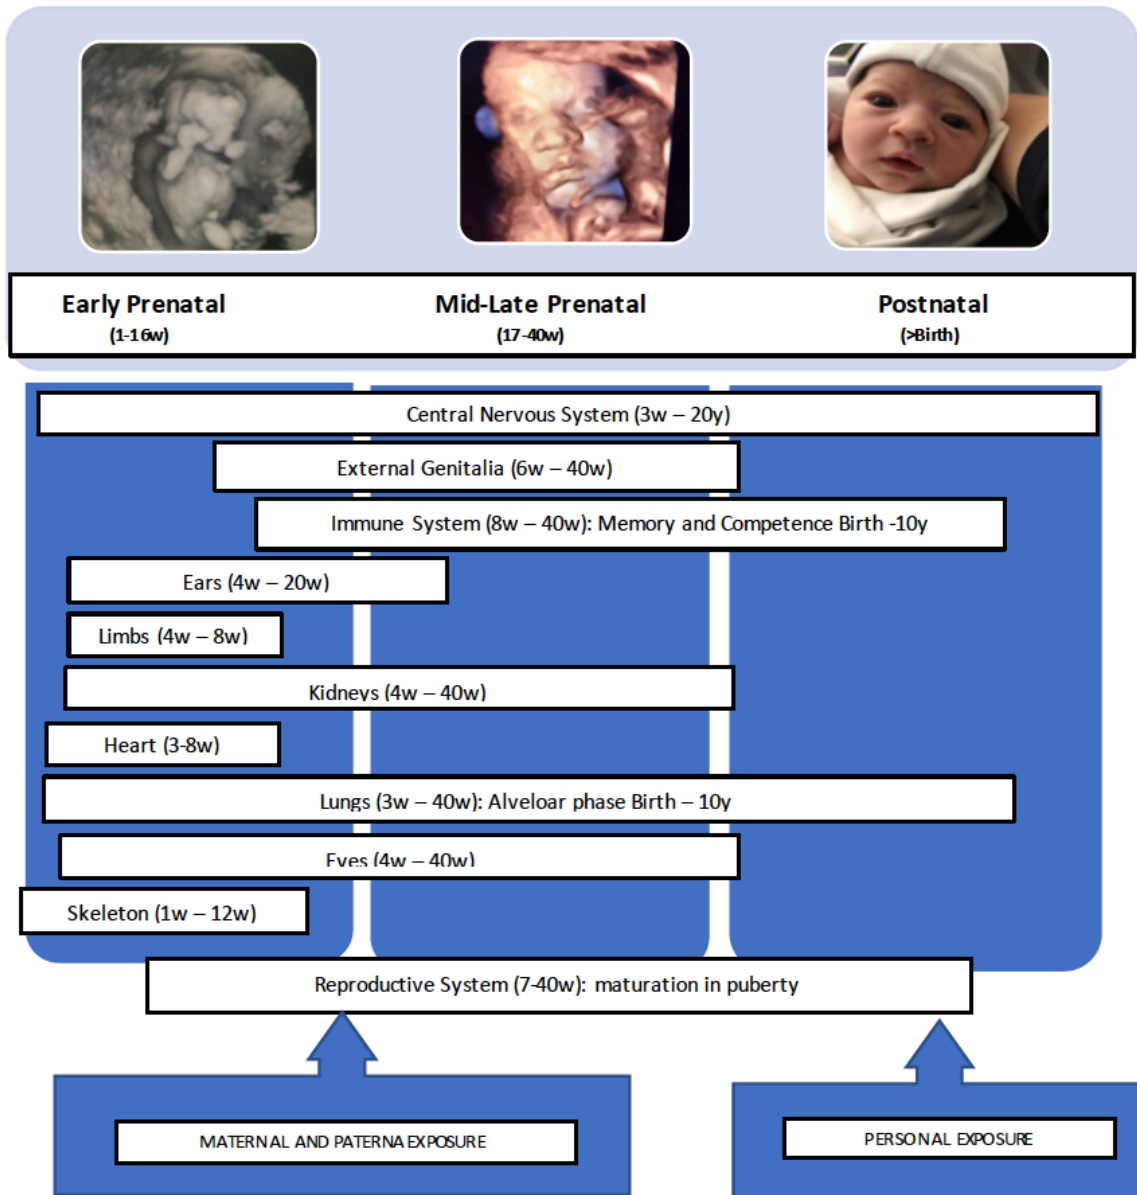 Early Prenatal
(1-16w)
Mid-Late Prenatal
(17-40w)
Postnatal
(>Birth)
Central Nervous System (3w – 20y)
External Genitalia (6w – 40w)
Immune System (8w – 40w): Memory and Competence Birth -10y
Ears (4w – 20w)
Limbs (4w – 8w)
Kidneys (4w – 40w)
Heart (3-8w)
Lungs (3w – 40w): Alveloar phase Birth – 10y
Eyes (4w – 40w)
Skeleton (1w – 12w)
Reproductive System (7-40w): maturation in puberty
MATERNAL AND PATERNA EXPOSURE
PERSONAL EXPOSURE